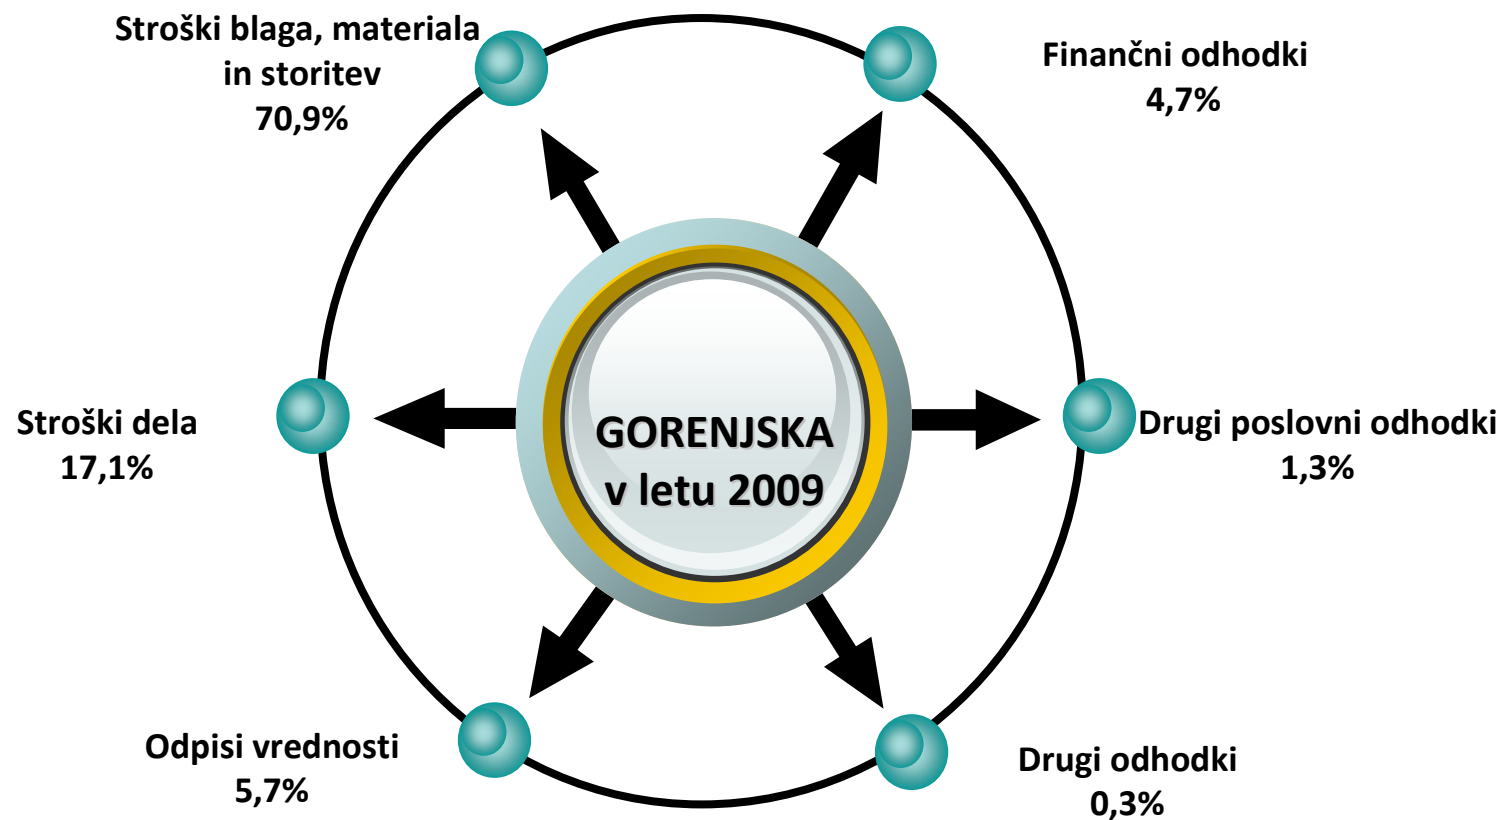 Stroški blaga, materiala
in storitev
70,9%
Finančni odhodki
4,7%
Stroški dela
17,1%
GORENJSKA
v letu 2009
Drugi poslovni odhodki
1,3%
Odpisi vrednosti
5,7%
Drugi odhodki
0,3%